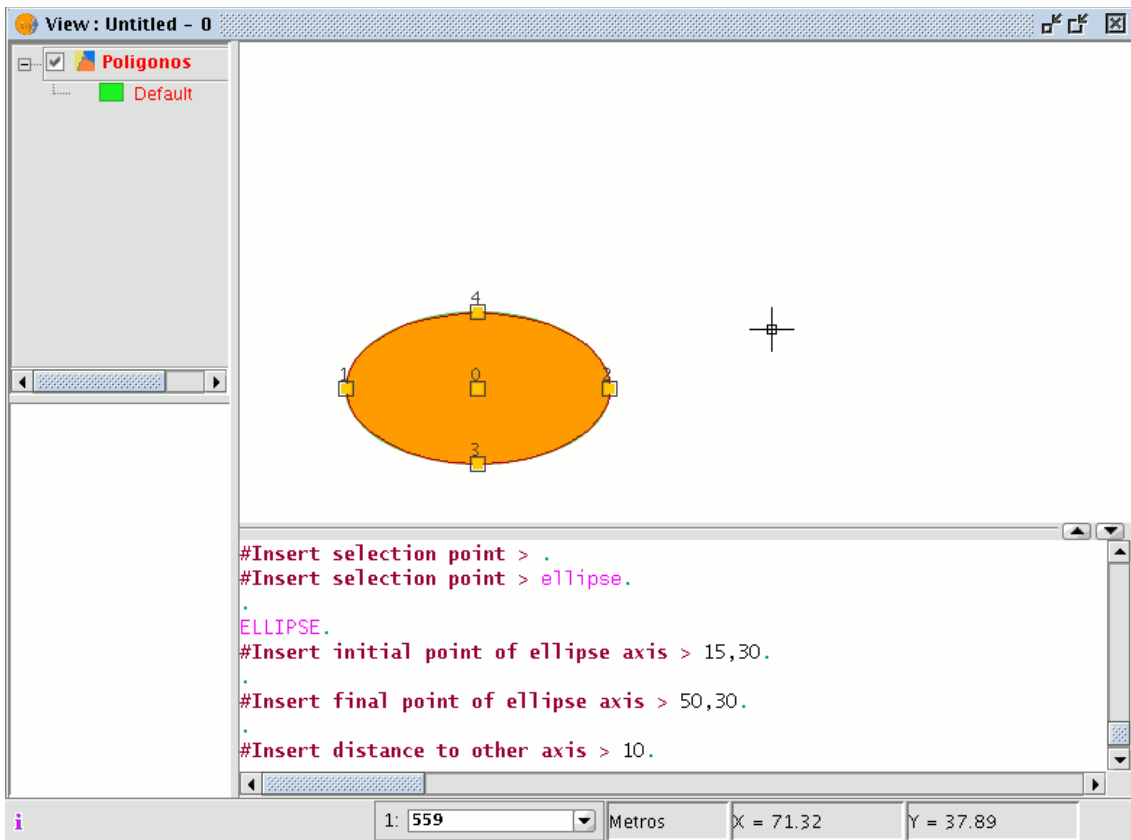 View : Untitled - 0
Poligonos
Default
4
1 0 2
3
#Insert selection point > .
#Insert selection point > ellipse.
.
ELLIPSE.
#Insert initial point of ellipse axis > 15,30.
.
#Insert final point of ellipse axis > 50,30.
.
#Insert distance to other axis > 10.
i 1: 559 Metros X = 71.32 Y = 37.89